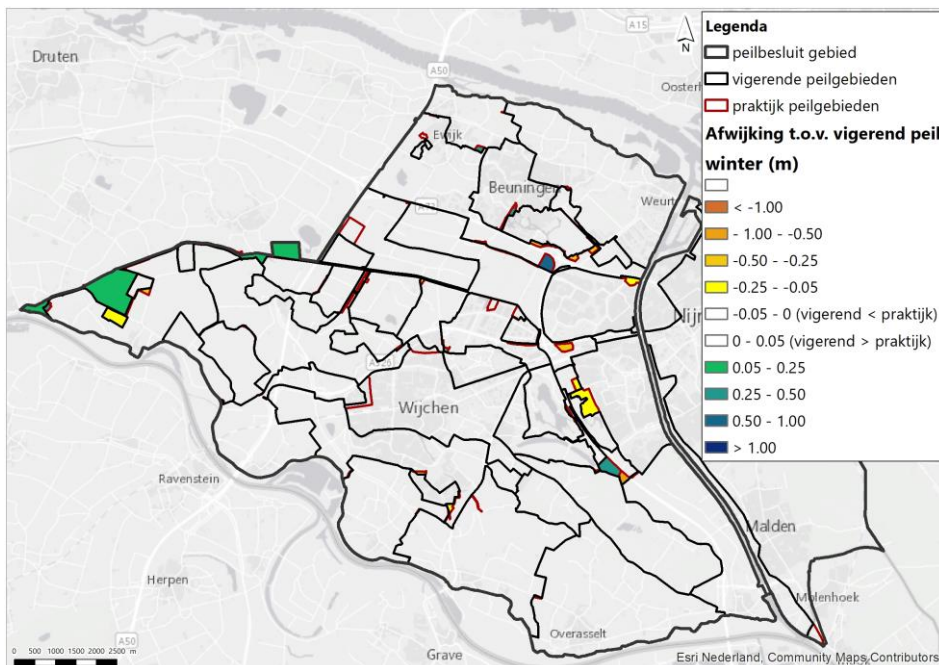 Druten
A50
A15
N
Oosterh
Ewijk
Beuningen
Weurt
A73
Nijm
A326
Wijchen
Ravenstein
Malden
Herpen
Molenhoek
A50
Overasselt
Grave
Legenda
peilbesluit gebied
vigerende peilgebieden
praktijk peilgebieden
Afwijking t.o.v. vigerend peil
winter (m)
< -1.00
- 1.00 - -0.50
-0.50 - -0.25
-0.25 - -0.05
-0.05 - 0 (vigerend < praktijk)
0 - 0.05 (vigerend > praktijk)
0.05 - 0.25
0.25 - 0.50
0.50 - 1.00
> 1.00
0 500 1000 1500 2000 2500 m
Esri Nederland, Community Maps Contributors